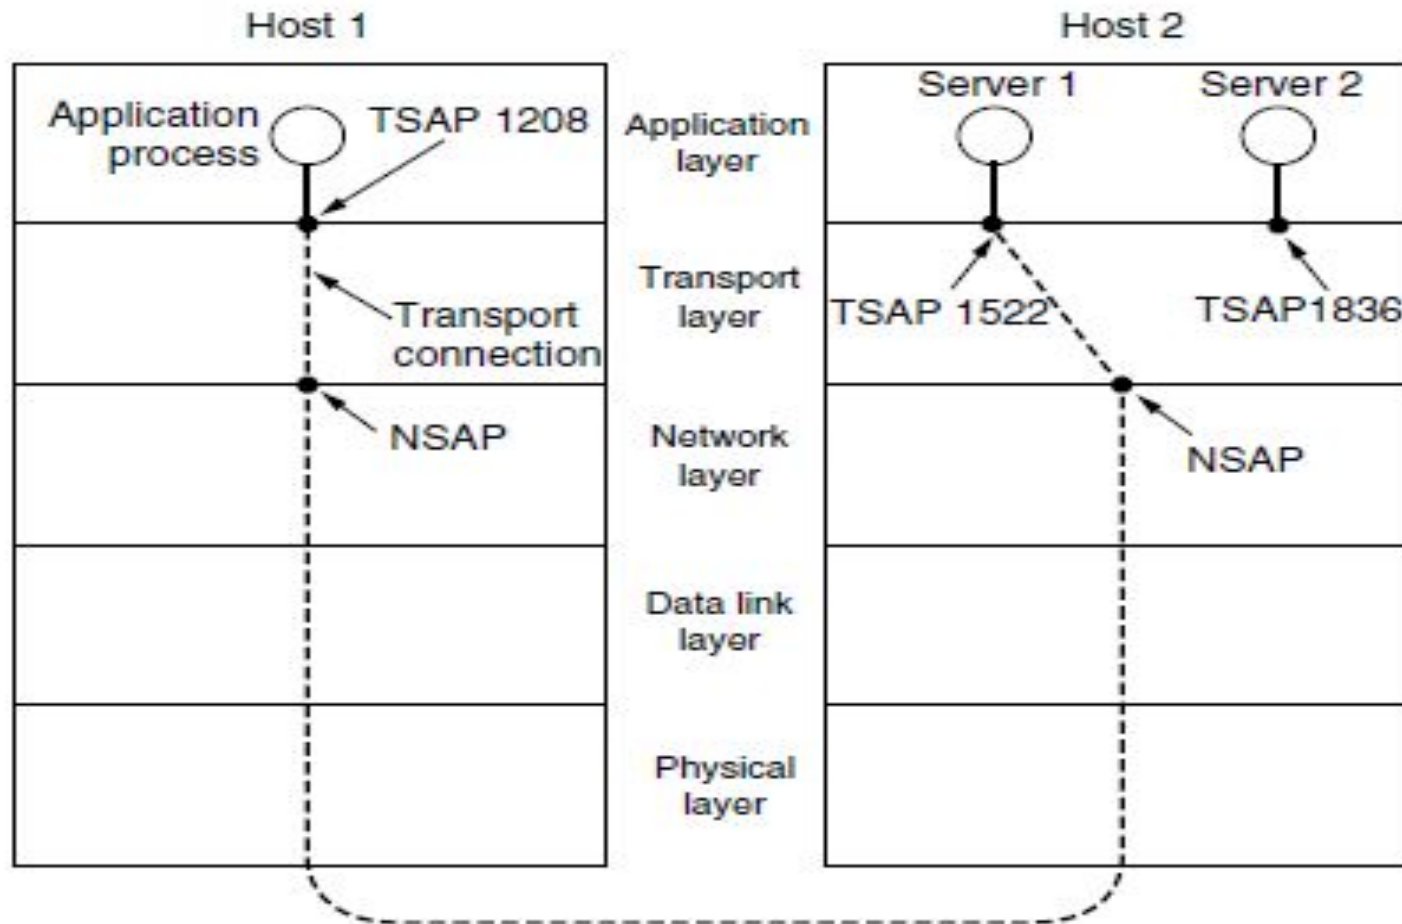 Host 1
Host 2
Application
process
TSAP 1208
Application
layer
Server 1
Server 2
Transport
connection
Transport
layer
TSAP 1522
TSAP1836
NSAP
Network
layer
NSAP
Data link
layer
Physical
layer